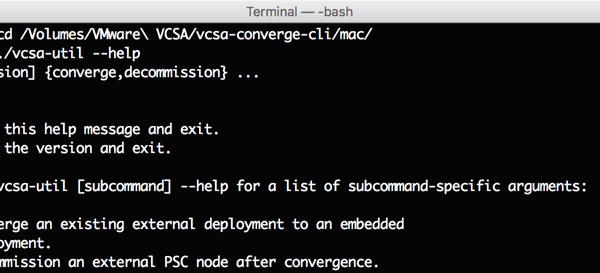 Terminal — -bash
cd /Volumes/VMware\ VCSA/vcsa-converge-cli/mac/
./vcsa-util --help
sion] {converge,decommission} ...
this help message and exit.
the version and exit.
vcsa-util [subcommand] --help for a list of subcommand-specific arguments:
erge an existing external deployment to an embedded
oyment.
mmission an external PSC node after convergence.